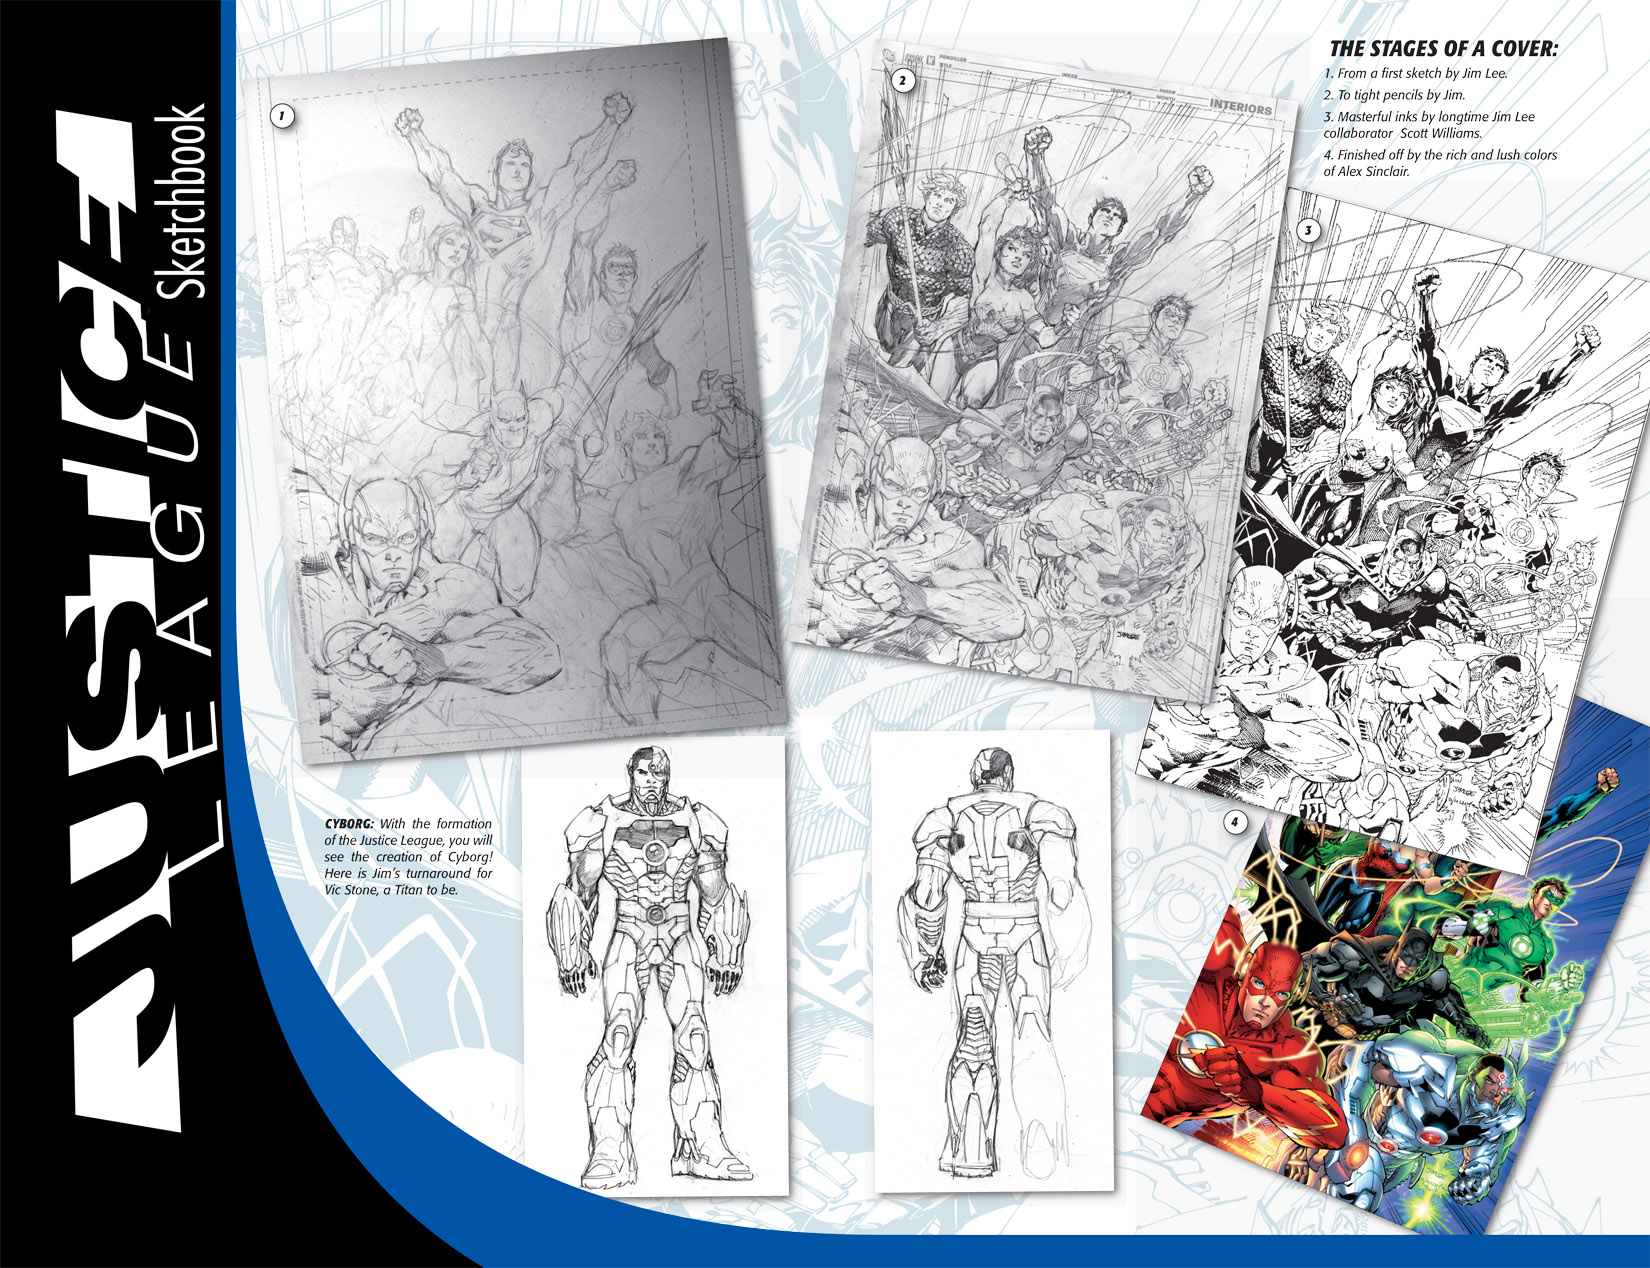 JUSTICE
LEAGUE Sketchbook
1
2
PENCILLER
TITLE
INKER
ISSUE #
MONTH
INTERIORS
THE STAGES OF A COVER:
1. From a first sketch by Jim Lee.
2. To tight pencils by Jim.
3. Masterful inks by longtime Jim Lee
collaborator Scott Williams.
4. Finished off by the rich and lush colors
of Alex Sinclair.
3
4
CYBORG: With the formation
of the Justice League, you will
see the creation of Cyborg!
Here is Jim's turnaround for
Vic Stone, a Titan to be.